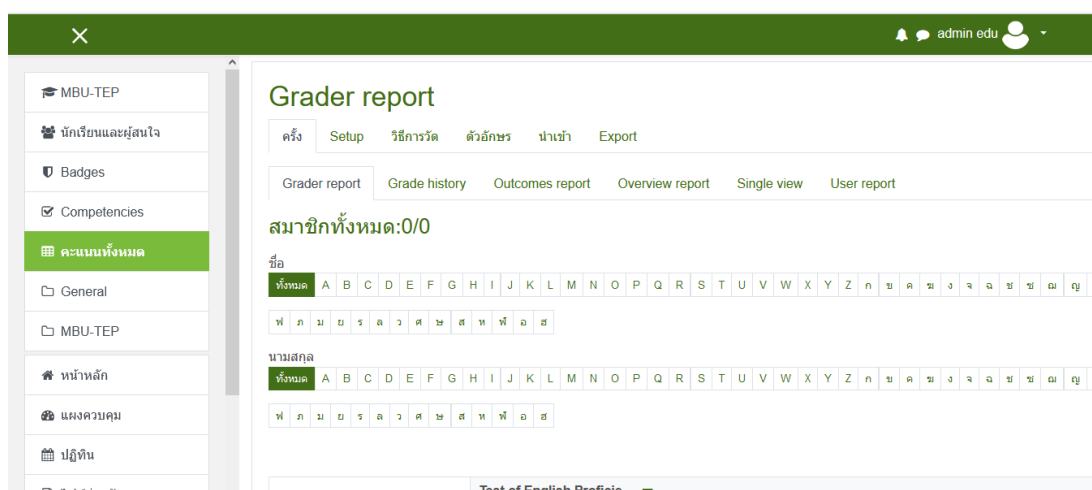 admin edu
MBU-TEP
นักเรียนและผู้สนใจ
Badges
Competencies
คะแนนทั้งหมด
General
MBU-TEP
หน้าหลัก
แผงควบคุม
ปฏิทิน
Grader report
ครั้ง Setup วิธีการวัด ตัวอักษร นำเข้า Export
Grader report Grade history Outcomes report Overview report Single view User report
สมาชิกทั้งหมด:0/0
ชื่อ
ทั้งหมด A B C D E F G H I J K L M N O P Q R S T U V W X Y Z ก ข ค ฆ ง จ ฉ ช ซ ฌ ญ
ฟ ภ ม ย ร ล ว ศ ษ ส ห ฬ อ ฮ
นามสกุล
ทั้งหมด A B C D E F G H I J K L M N O P Q R S T U V W X Y Z ก ข ค ฆ ง จ ฉ ช ซ ฌ ญ
ฟ ภ ม ย ร ล ว ศ ษ ส ห ฬ อ ฮ
Test of English Proficie...